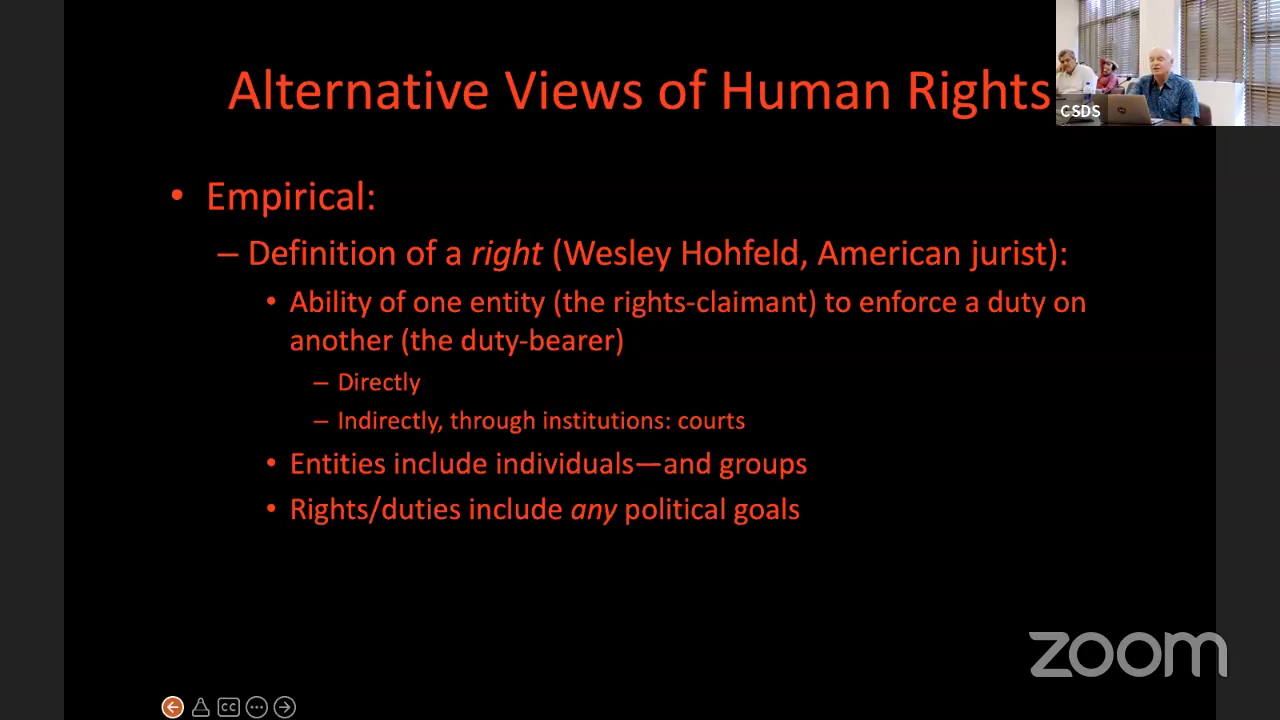 Alternative Views of Human Rights
CSDS
• Empirical:
– Definition of a right (Wesley Hohfeld, American jurist):
• Ability of one entity (the rights-claimant) to enforce a duty on
another (the duty-bearer)
– Directly
– Indirectly, through institutions: courts
• Entities include individuals—and groups
• Rights/duties include any political goals
zoom
CC